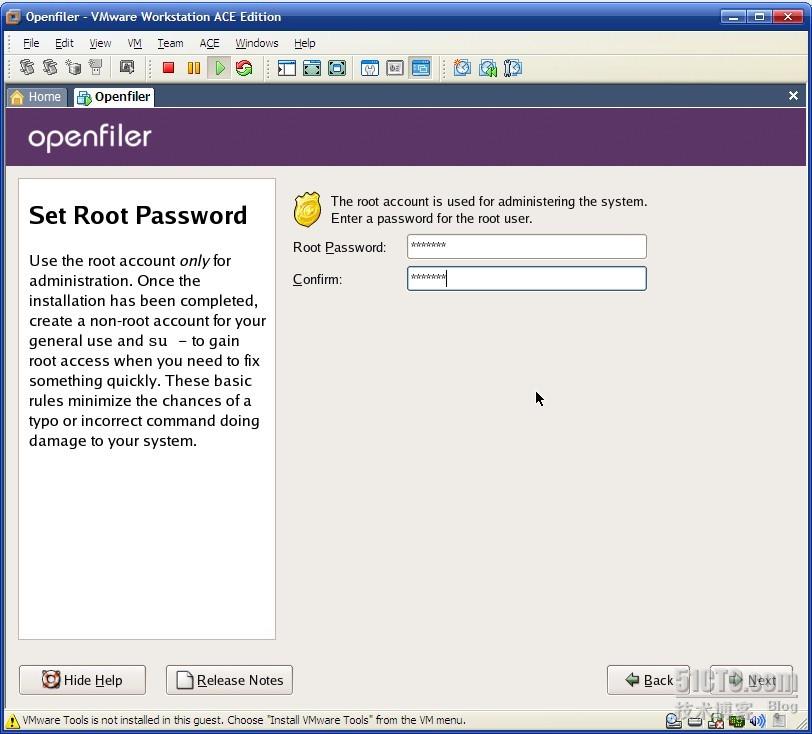 Openfiler - VMware Workstation ACE Edition
File Edit View VM Team ACE Windows Help
Home Openfiler
openfiler
Set Root Password
Use the root account only for
administration. Once the
installation has been completed,
create a non-root account for your
general use and su - to gain
root access when you need to fix
something quickly. These basic
rules minimize the chances of a
typo or incorrect command doing
damage to your system.
The root account is used for administering the system.
Enter a password for the root user.
Root Password: *******
Confirm: *******
Hide Help Release Notes Back Next
51CTO.com
技术博客 Blog
VMware Tools is not installed in this guest. Choose "Install VMware Tools" from the VM menu.